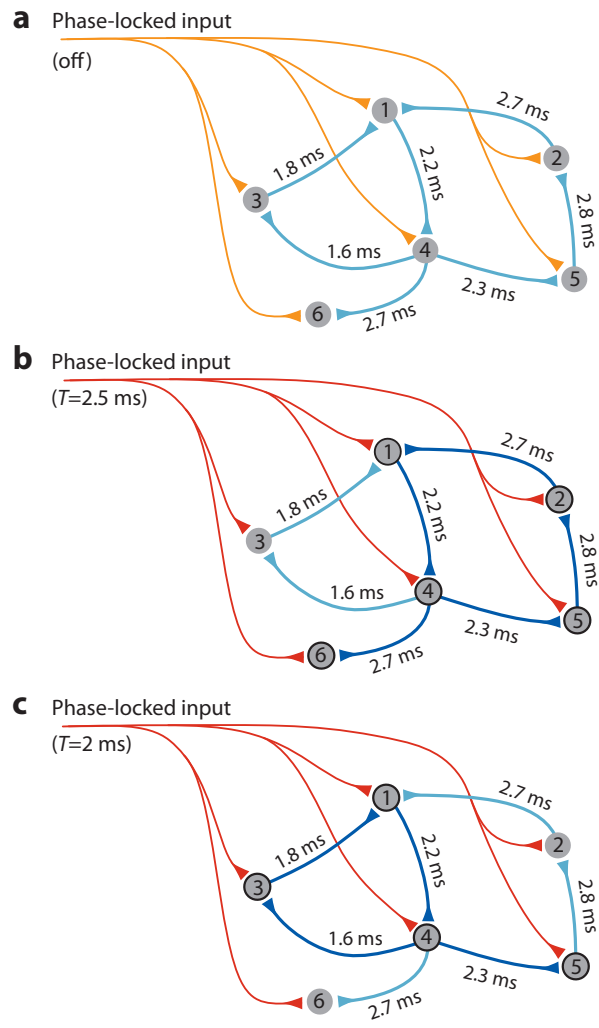 a Phase-locked input
(off)
1
2.7 ms
2
1.8 ms
2.2 ms
3
2.8 ms
4
1.6 ms
2.3 ms
5
6
2.7 ms
b Phase-locked input
(T=2.5 ms)
1
2.7 ms
2
1.8 ms
2.2 ms
3
2.8 ms
1.6 ms
4
2.3 ms
5
6
2.7 ms
c Phase-locked input
(T=2 ms)
1
2.7 ms
2
1.8 ms
2.2 ms
3
2.8 ms
1.6 ms
4
2.3 ms
5
6
2.7 ms